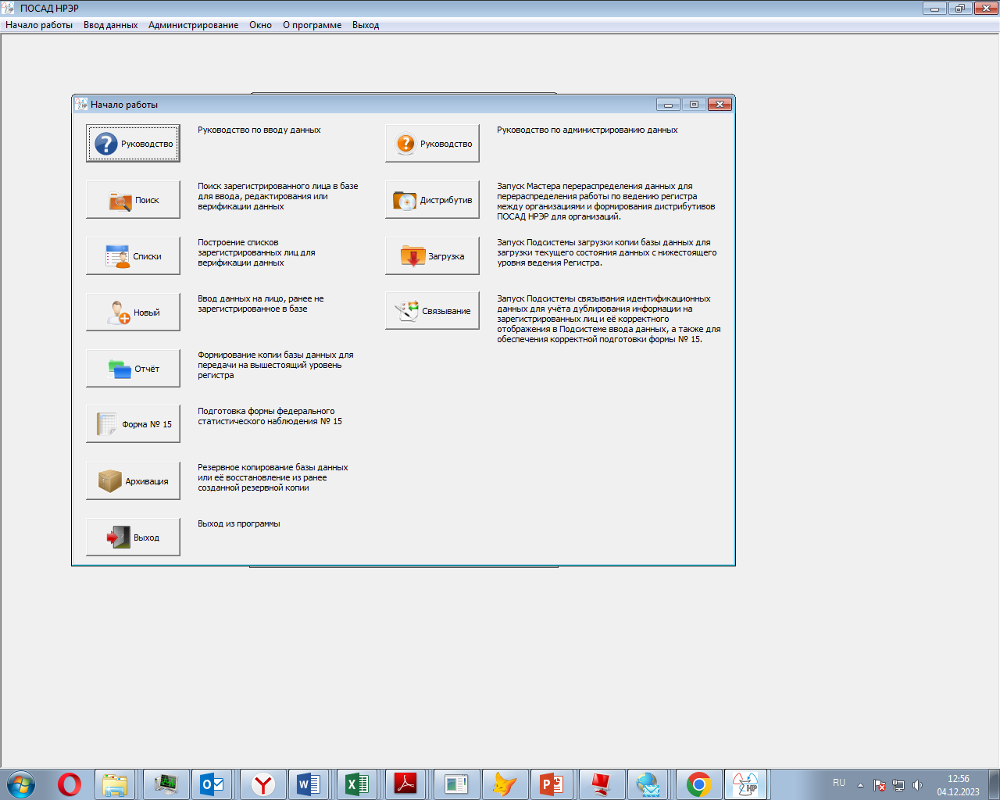 ПОСАД НРЭР
Начало работы Ввод данных Администрирование Окно О программе Выход
Начало работы
Руководство
Руководство по вводу данных
Поиск
Поиск зарегистрированного лица в базе
для ввода, редактирования или
верификации данных
Списки
Построение списков
зарегистрированных лиц для
верификации данных
Новый
Ввод данных на лицо, ранее не
зарегистрированное в базе
Отчёт
Формирование копии базы данных для
передачи на вышестоящий уровень
регистра
Форма № 15
Подготовка формы федерального
статистического наблюдения № 15
Архивация
Резервное копирование базы данных
или её восстановление из ранее
созданной резервной копии
Выход
Выход из программы
Руководство
Руководство по администрированию данных
Дистрибутив
Запуск Мастера перераспределения данных для
перераспределения работы по ведению регистра
между организациями и формирования дистрибутивов
ПОСАД НРЭР для организаций.
Загрузка
Запуск Подсистемы загрузки копии базы данных для
загрузки текущего состояния данных с нижестоящего
уровня ведения Регистра.
Связывание
Запуск Подсистемы связывания идентификационных
данных для учёта дублирования информации на
зарегистрированных лиц и её корректного
отображения в Подсистеме ввода данных, а также для
обеспечения корректной подготовки формы № 15.
RU
12:56
04.12.2023